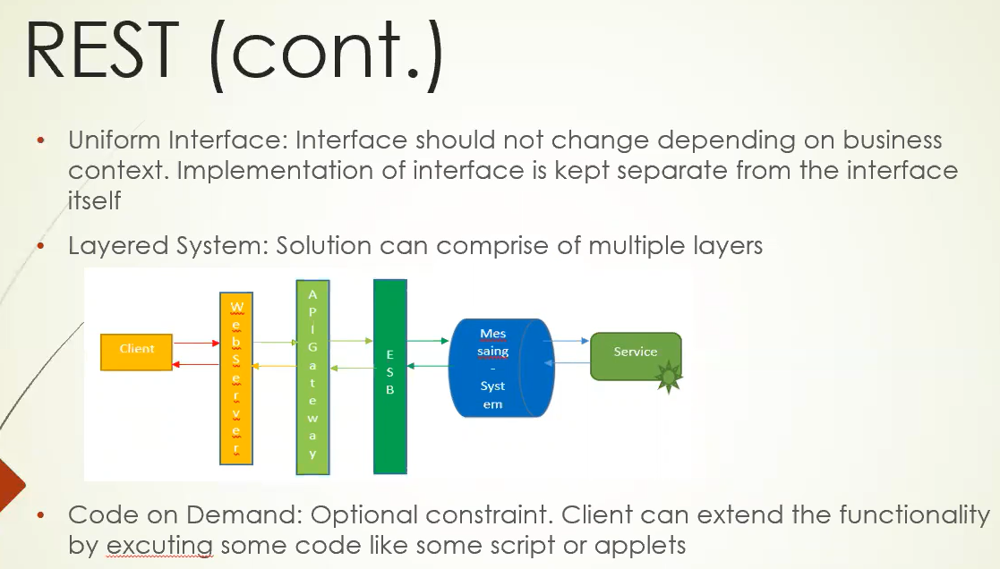 REST (cont.)
• Uniform Interface: Interface should not change depending on business
context. Implementation of interface is kept separate from the interface
itself
• Layered System: Solution can comprise of multiple layers
Client
WebServer
APIGateway
ESB
Mes
saing
-
Syst
em
Service
• Code on Demand: Optional constraint. Client can extend the functionality
by excuting some code like some script or applets